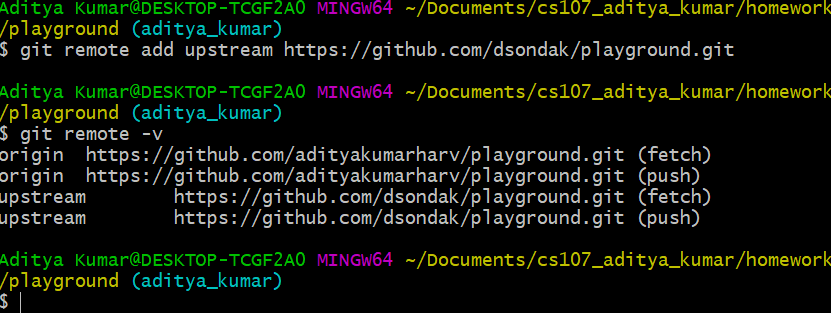 Aditya Kumar@DESKTOP-TCGF2A0 MINGW64 ~/Documents/cs107_aditya_kumar/homework
/playground (aditya_kumar)
$ git remote add upstream https://github.com/dsondak/playground.git
Aditya Kumar@DESKTOP-TCGF2A0 MINGW64 ~/Documents/cs107_aditya_kumar/homework
/playground (aditya_kumar)
$ git remote -v
origin  https://github.com/adityakumarharv/playground.git (fetch)
origin  https://github.com/adityakumarharv/playground.git (push)
upstream        https://github.com/dsondak/playground.git (fetch)
upstream        https://github.com/dsondak/playground.git (push)
Aditya Kumar@DESKTOP-TCGF2A0 MINGW64 ~/Documents/cs107_aditya_kumar/homework
/playground (aditya_kumar)
$